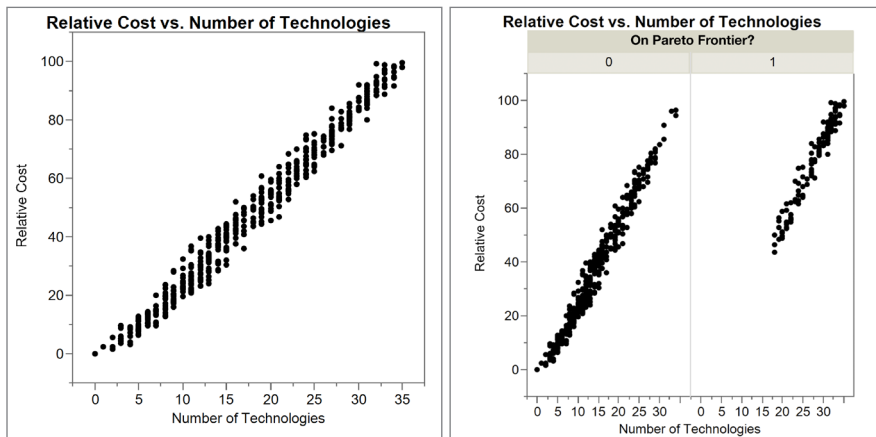 Relative Cost vs. Number of Technologies
100
80
60
40
20
0
Relative Cost
0 5 10 15 20 25 30 35
Number of Technologies
Relative Cost vs. Number of Technologies
On Pareto Frontier?
0 1
100
80
60
40
20
0
Relative Cost
0 5 10 15 20 25 30 0 5 10 15 20 25 30
Number of Technologies